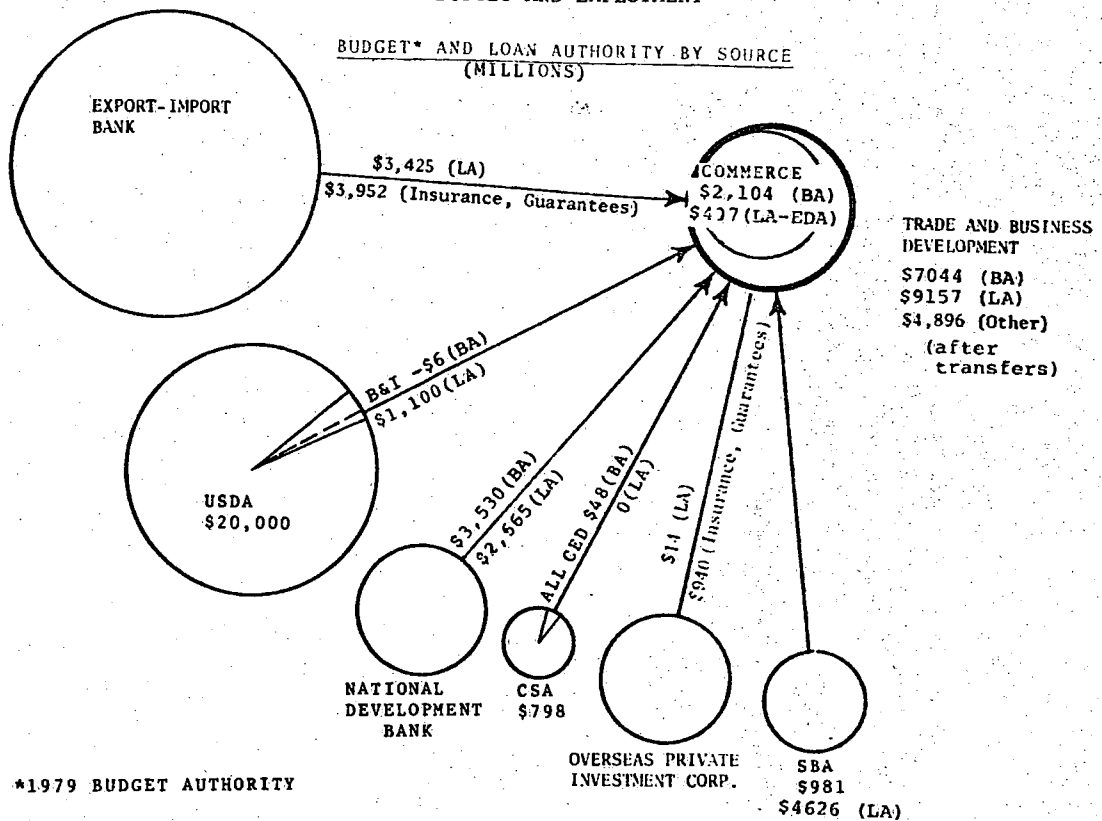 BUDGET* AND LOAN AUTHORITY BY SOURCE
(MILLIONS)
EXPORT-IMPORT
BANK
$3,425 (LA)
$3,952 (Insurance, Guarantees)
COMMERCE
$2,104 (BA)
(LA-EDA)
TRADE AND BUSINESS
DEVELOPMENT
$7044 (BA)
$9157 (LA)
$4,896 (Other)
(after
transfers)
B&I -$6(BA)
$1,100(LA)
USDA
$20,000
$3,530(BA)
(LA)
ALL CED $48(BA)
0(LA)
$14 (LA)
$940 (Insurance, Guarantees)
NATIONAL
DEVELOPMENT
BANK
CSA
$798
OVERSEAS PRIVATE
INVESTMENT CORP.
SBA
$981
$4626 (LA)
*1979 BUDGET AUTHORITY